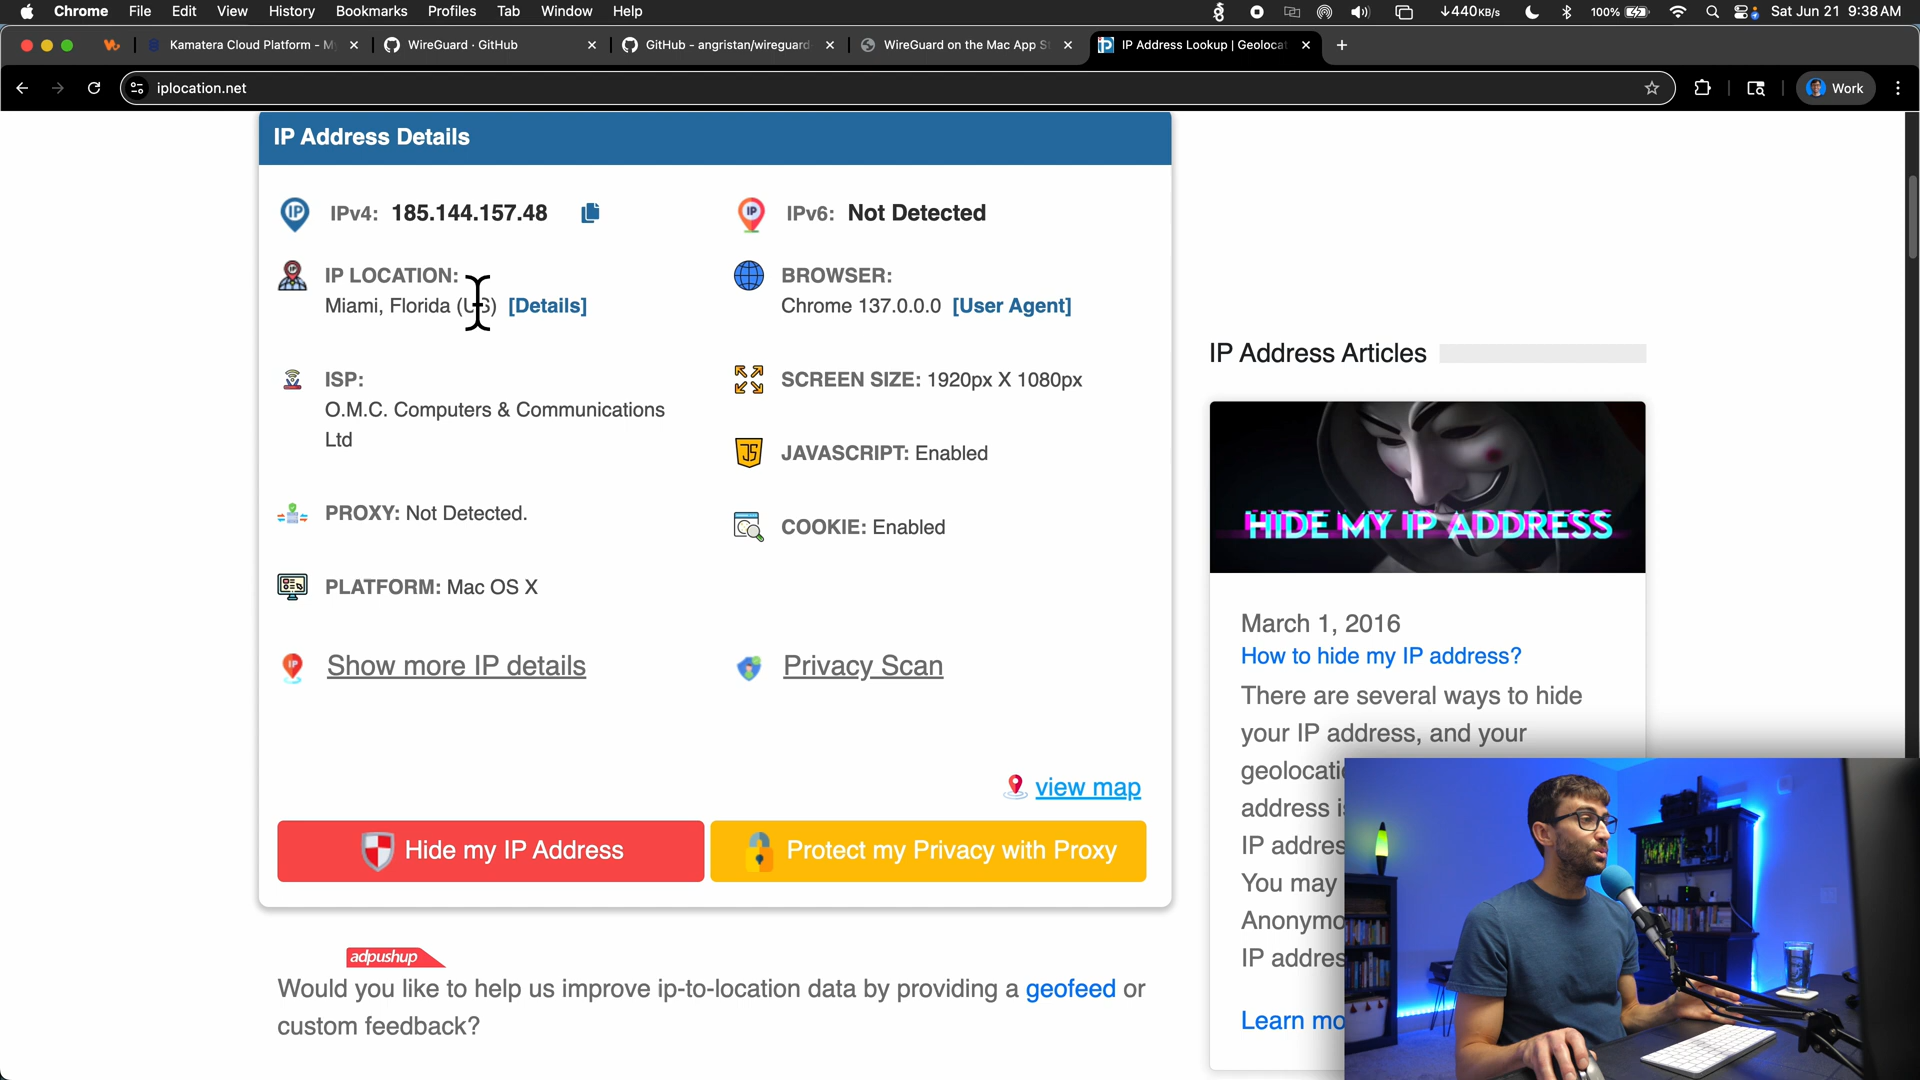 Chrome File Edit View History Bookmarks Profiles Tab Window Help
↓440KB/s 100% Sat Jun 21 9:38 AM
Kamatera Cloud Platform - M
WireGuard · GitHub
GitHub - angristan/wireguard
WireGuard on the Mac App St
IP Address Lookup | Geolocat
iplocation.net
Work
IP Address Details
IPv4: 185.144.157.48
IPv6: Not Detected
IP LOCATION:
Miami, Florida (US) [Details]
BROWSER:
Chrome 137.0.0.0 [User Agent]
ISP:
O.M.C. Computers & Communications
Ltd
SCREEN SIZE: 1920px X 1080px
JAVASCRIPT: Enabled
PROXY: Not Detected.
COOKIE: Enabled
PLATFORM: Mac OS X
Show more IP details
Privacy Scan
view map
Hide my IP Address
Protect my Privacy with Proxy
adpushup
Would you like to help us improve ip-to-location data by providing a geofeed or
custom feedback?
IP Address Articles
HIDE MY IP ADDRESS
March 1, 2016
How to hide my IP address?
There are several ways to hide
your IP address, and your
geolocati
address i
IP addres
You may
Anonymo
IP addres
Learn mo